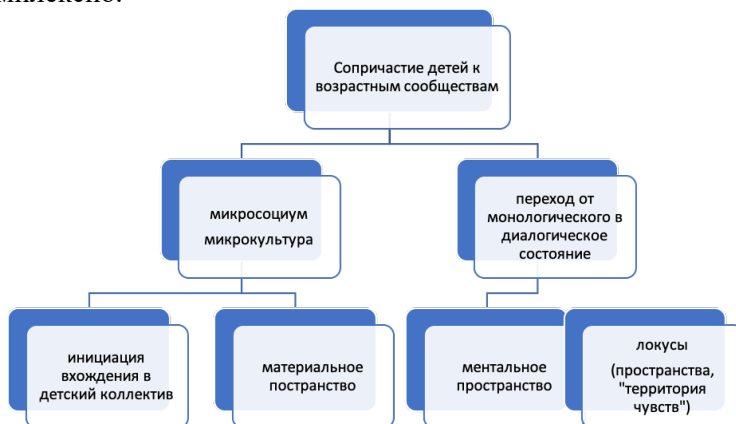 Сопричастие детей к
возрастным сообществам
микросоциум
микрокультура
переход от
монологического в
диалогическое
состояние
инициация
вхождения в
детский коллектив
материальное
постранство
ментальное
пространство
локусы
(пространства,
"территория
чувств")